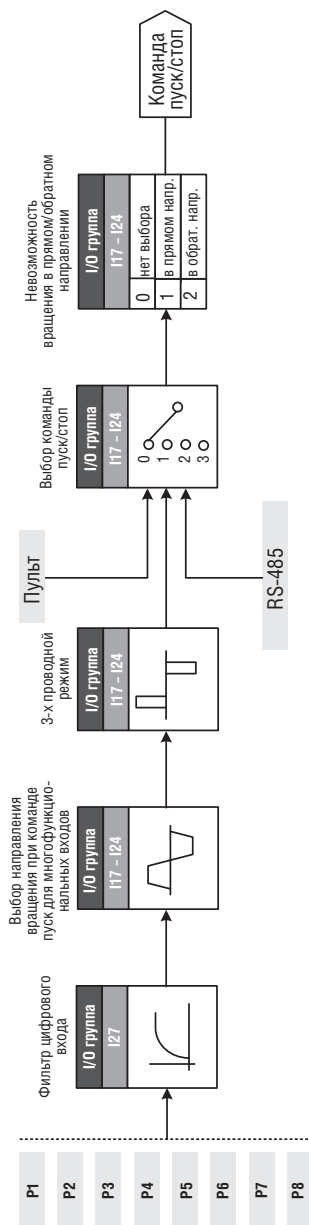 P1
P2
P3
P4
P5
P6
P7
P8
Фильтр цифрового
входа
I/O группа
I27
Выбор направления
вращения при команде
пуск для многофункцио-
нальных входов
I/O группа
I17 – I24
3-х проводной
режим
I/O группа
I17 – I24
Пульт
RS-485
Выбор команды
пуск/стоп
I/O группа
I17 – I24
0
1
2
3
Невозможность
вращения в прямом/обратном
направлении
I/O группа
I17 – I24
0 нет выбора
1 в прямом напр.
2 в обрат. напр.
Команда
пуск/стоп